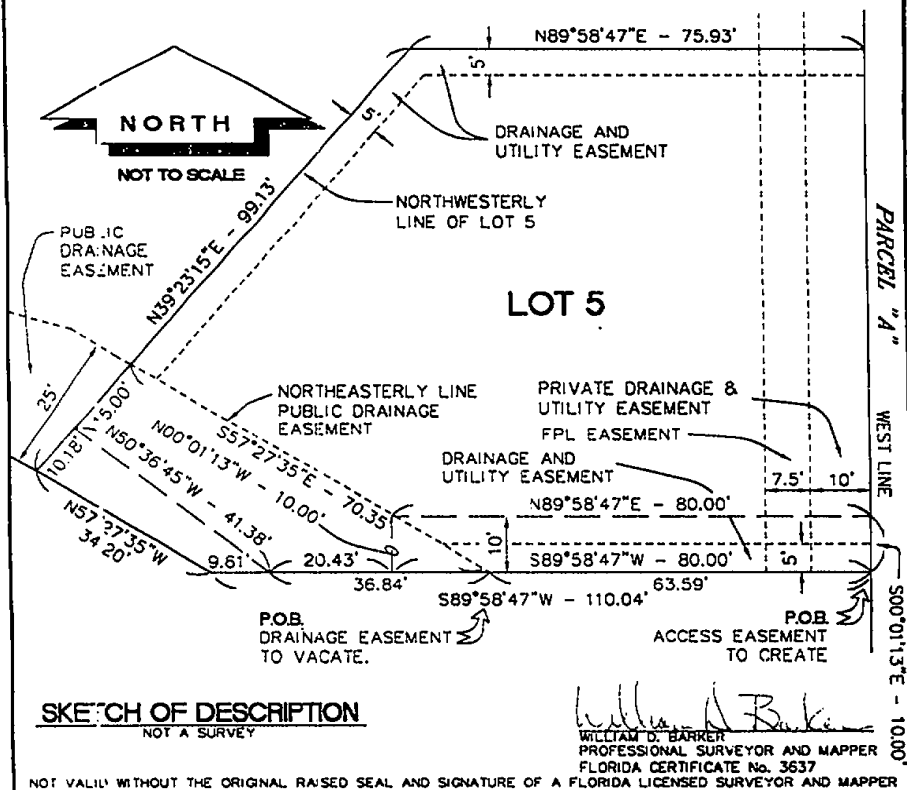 N89°58'47"E - 75.93'
5'
NORTH
NOT TO SCALE
5'
DRAINAGE AND
UTILITY EASEMENT
NORTHWESTERLY
LINE OF LOT 5
N39°23'15"E - 99.13'
PUB IC
DRAINAGE
EASEMENT
PARCEL "A"
WEST LINE
LOT 5
25'
15.00'
10.18'
NORTHEASTERLY LINE
PUBLIC DRAINAGE
EASEMENT
PRIVATE DRAINAGE &
UTILITY EASEMENT
FPL EASEMENT
DRAINAGE AND
UTILITY EASEMENT
S57°27'35"E - 70.35'
N00°01'13"W - 10.00'
N50°36'45"W - 41.38'
N57°27'35"W
34 20'
7.5'
10'
N89°58'47"E - 80.00'
10'
S89°58'47"W - 80.00'
5'
9.61'
20.43'
36.84'
63.59'
S89°58'47"W - 110.04'
S00°01'13"E - 10.00'
P.O.B.
DRAINAGE EASEMENT
TO VACATE.
P.O.B.
ACCESS EASEMENT
TO CREATE
SKETCH OF DESCRIPTION
NOT A SURVEY
William D Barker
WILLIAM D. BARKER
PROFESSIONAL SURVEYOR AND MAPPER
FLORIDA CERTIFICATE No. 3637
NOT VALID WITHOUT THE ORIGINAL RAISED SEAL AND SIGNATURE OF A FLORIDA LICENSED SURVEYOR AND MAPPER